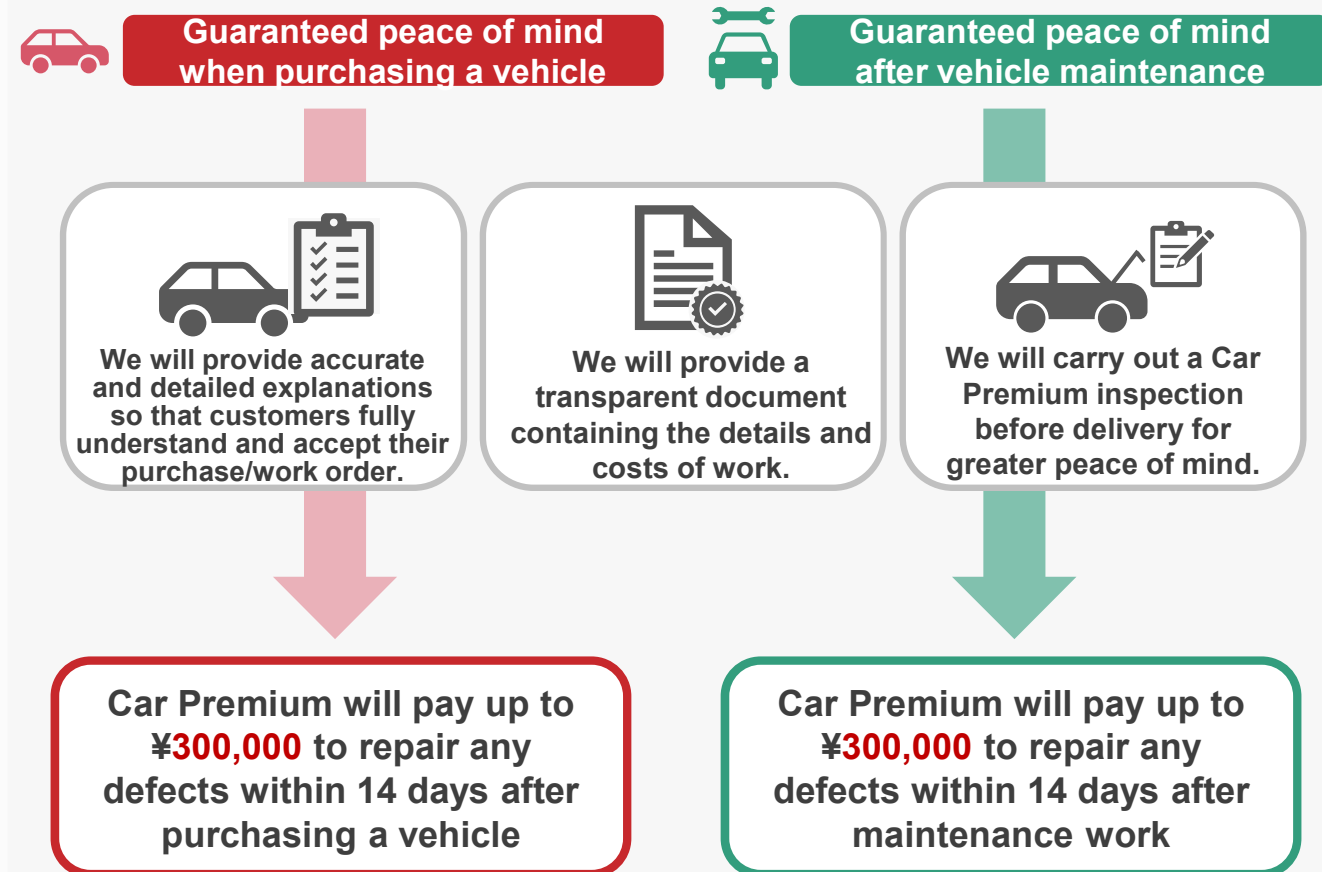 Guaranteed peace of mind
when purchasing a vehicle
Guaranteed peace of mind
after vehicle maintenance
We will provide accurate
and detailed explanations
so that customers fully
understand and accept their
purchase/work order.
We will provide a
transparent document
containing the details and
costs of work.
We will carry out a Car
Premium inspection
before delivery for
greater peace of mind.
Car Premium will pay up to
¥300,000 to repair any
defects within 14 days after
purchasing a vehicle
Car Premium will pay up to
¥300,000 to repair any
defects within 14 days after
maintenance work